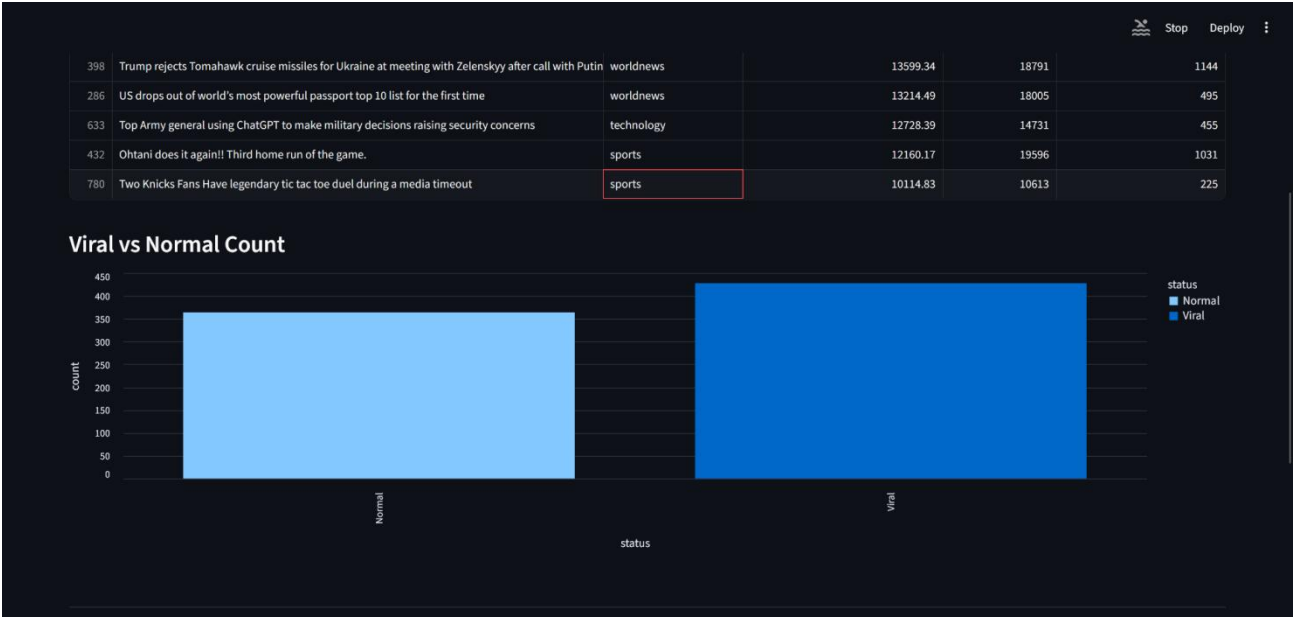 Stop Deploy
398 Trump rejects Tomahawk cruise missiles for Ukraine at meeting with Zelenskyy after call with Putin worldnews 13599.34 18791 1144
286 US drops out of world's most powerful passport top 10 list for the first time worldnews 13214.49 18005 495
633 Top Army general using ChatGPT to make military decisions raising security concerns technology 12728.39 14731 455
432 Ohtani does it again!! Third home run of the game. sports 12160.17 19596 1031
780 Two Knicks Fans Have legendary tic tac toe duel during a media timeout sports 10114.83 10613 225
Viral vs Normal Count
450
400
350
300
250
200
150
100
50
0
count
Normal
Viral
status
status
Normal
Viral